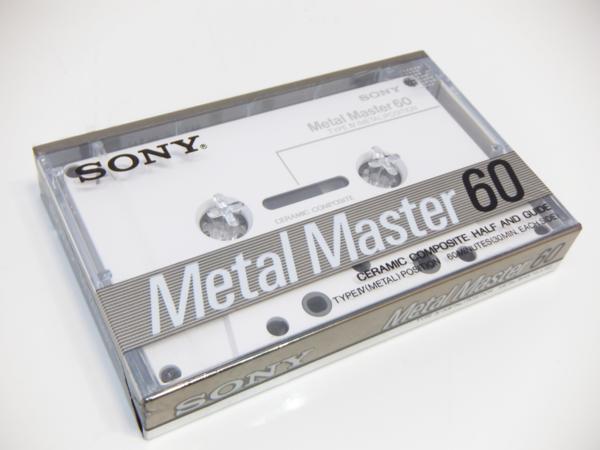 SONY
Metal Master 60
TYPE IV (METAL) POSITION
SONY®
CERAMIC COMPOSITE
Metal Master 60
CERAMIC COMPOSITE HALF AND GUIDE
TYPE IV (METAL) POSITION 60 MINUTES (30 MIN. EACH SIDE)
SONY
Metal Master 60